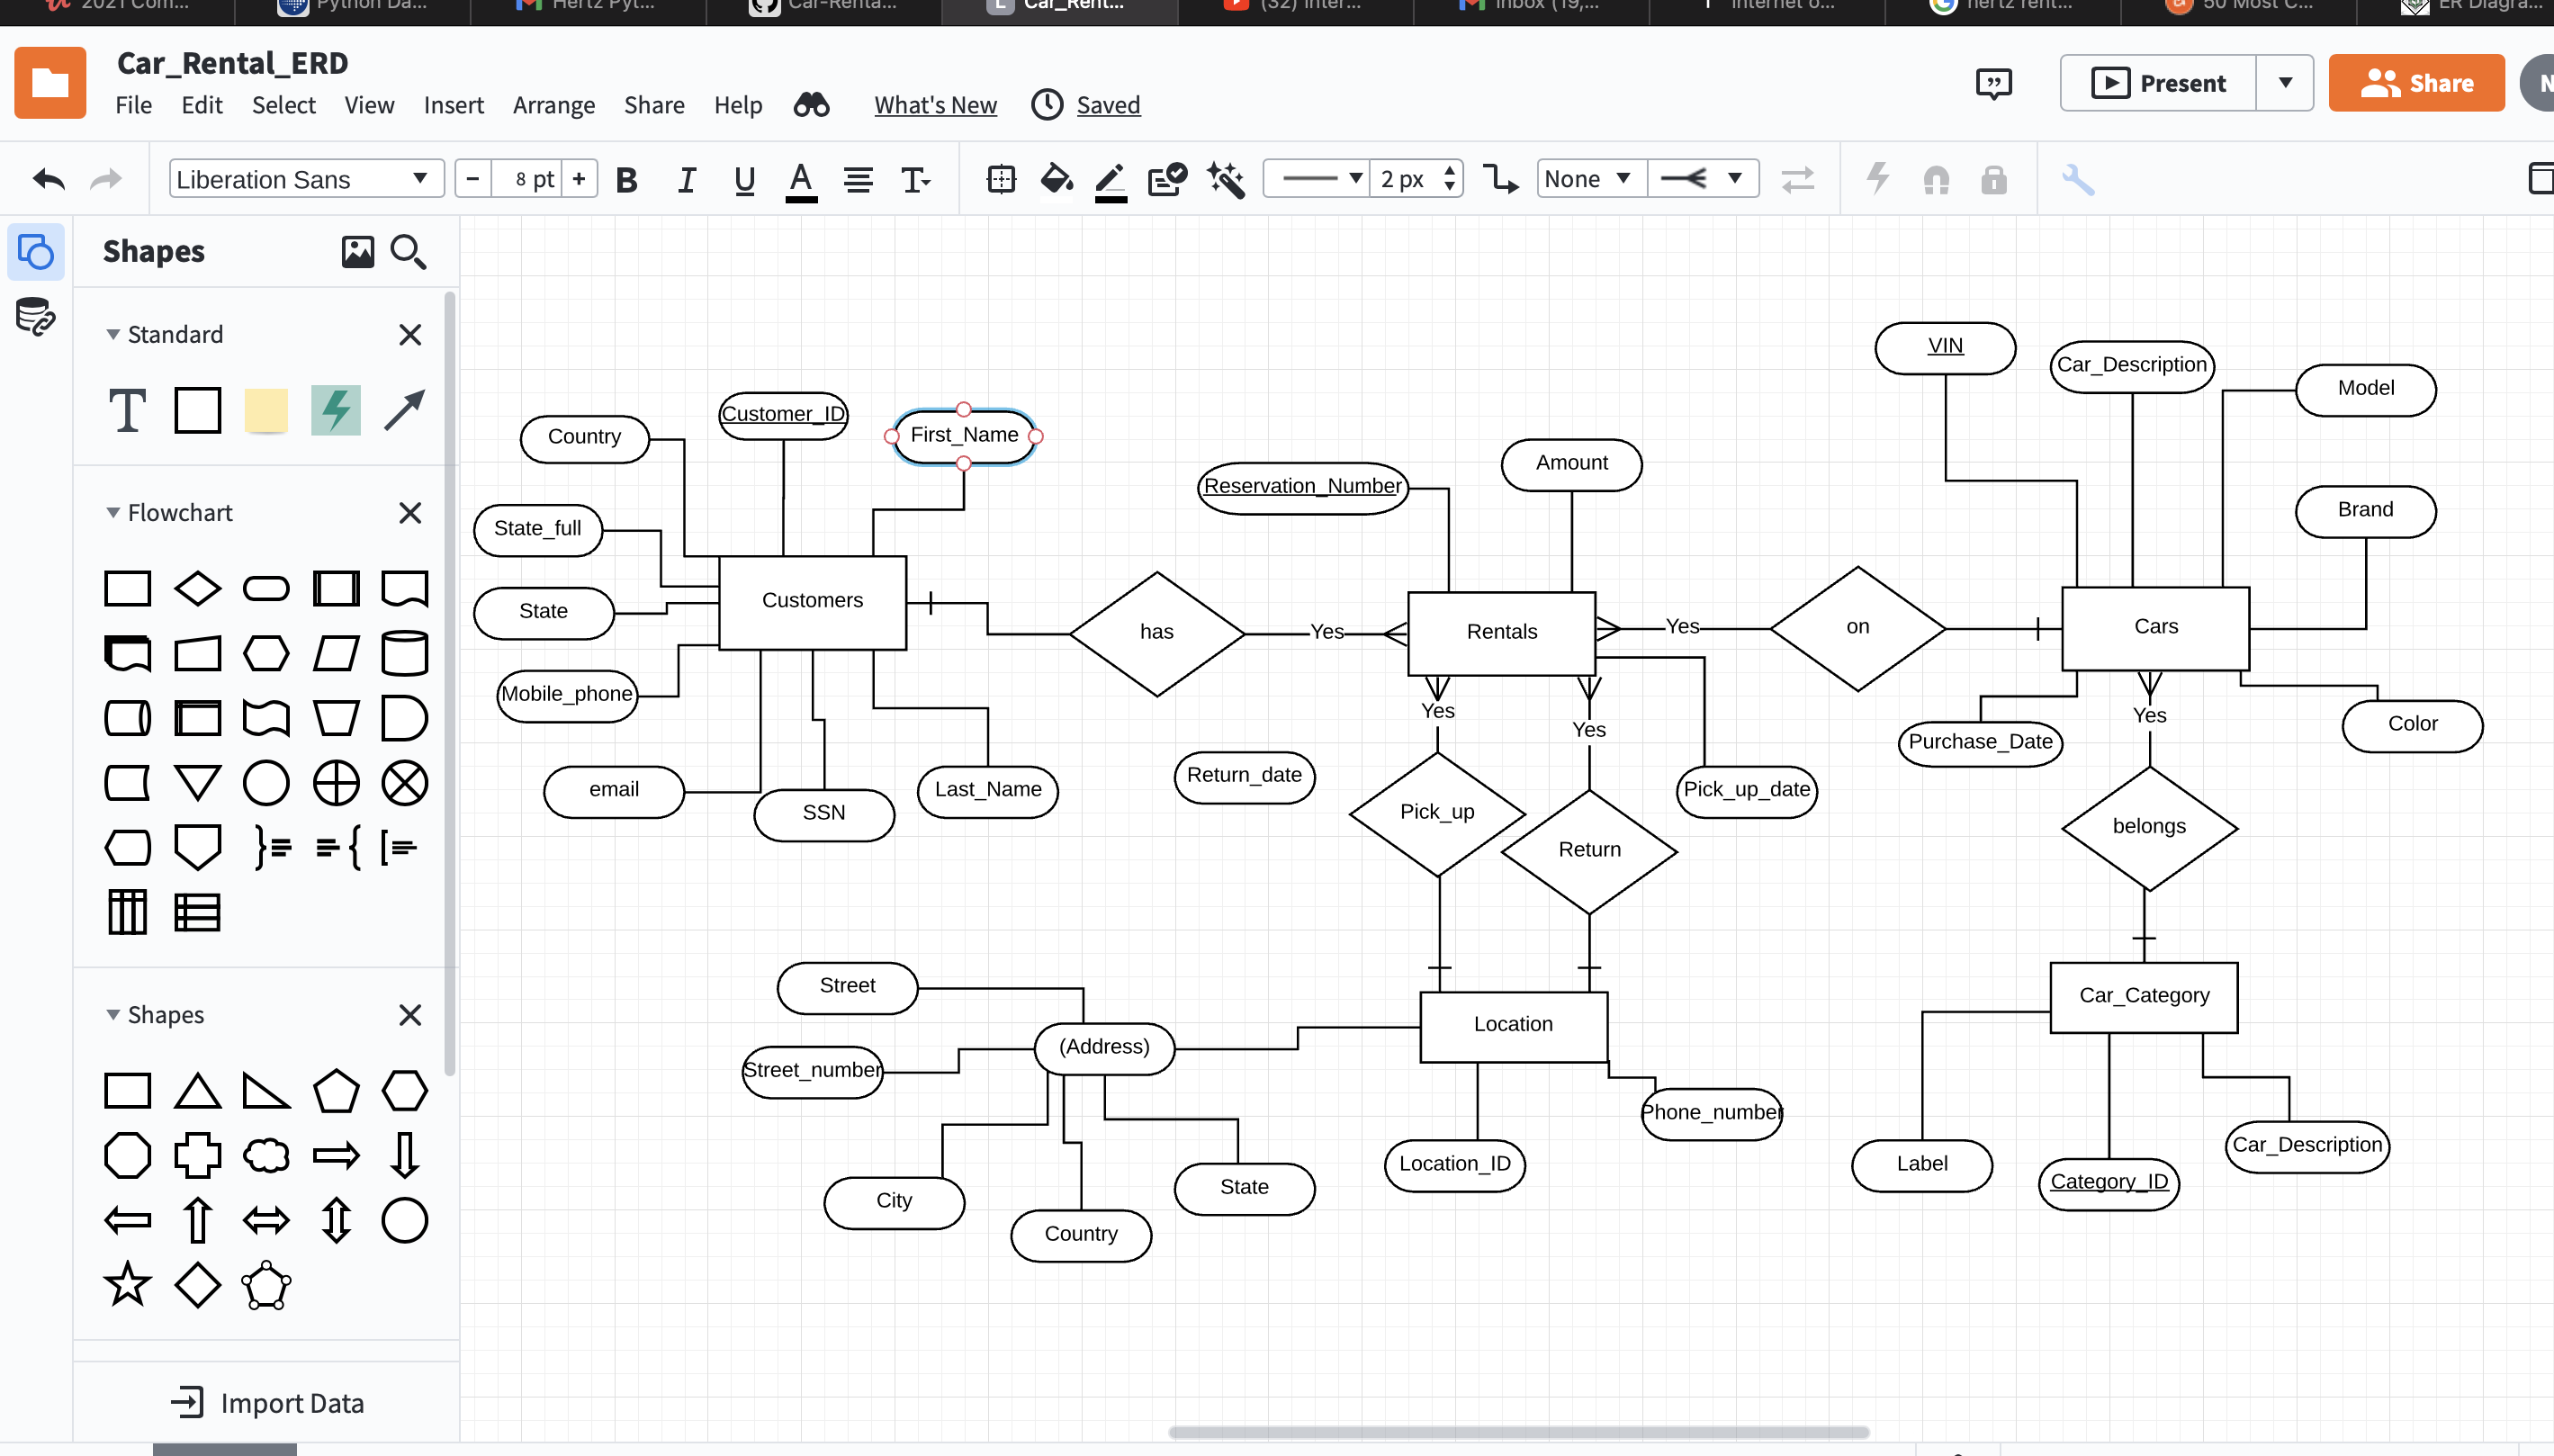 2021 Com...
Python Da...
Hertz Pyt...
Car-Renta...
Car_Rent...
(32) Inter...
Inbox (19,...
Internet o...
hertz rent...
50 Most C...
ER Diagra...
Car_Rental_ERD
File Edit Select View Insert Arrange Share Help What's New Saved
Present
Share
N
Liberation Sans
− 8 pt + B I U A T
2 px
None
Shapes
Standard
T
Flowchart
Shapes
Import Data
VIN
Car_Description
Model
Customer_ID
First_Name
Country
Amount
Reservation_Number
Brand
State_full
Customers
State
has
Yes
Rentals
Yes
on
Cars
Mobile_phone
Yes
Yes
Yes
Color
Purchase_Date
Return_date
email
Last_Name
Pick_up_date
SSN
Pick_up
belongs
Return
Street
Car_Category
Location
(Address)
Street_number
Phone_number
Car_Description
Location_ID
Label
Category_ID
State
City
Country